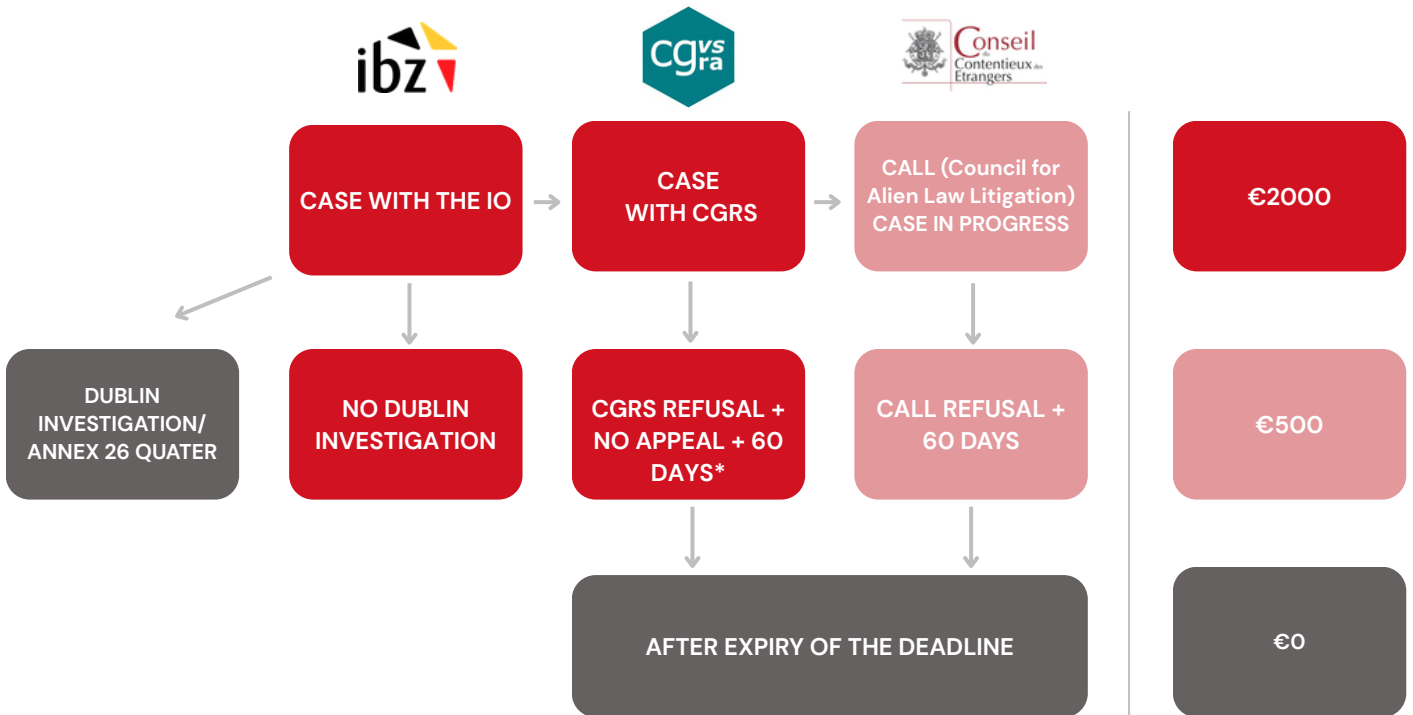 ibz
cgvs
ra
Conseil
du
Contentieux des
Etrangers
CASE WITH THE IO
CASE
WITH CGRS
CALL (Council for
Alien Law Litigation)
CASE IN PROGRESS
€2000
DUBLIN
INVESTIGATION/
ANNEX 26 QUATER
NO DUBLIN
INVESTIGATION
CGRS REFUSAL +
NO APPEAL + 60
DAYS*
CALL REFUSAL +
60 DAYS
€500
AFTER EXPIRY OF THE DEADLINE
€0